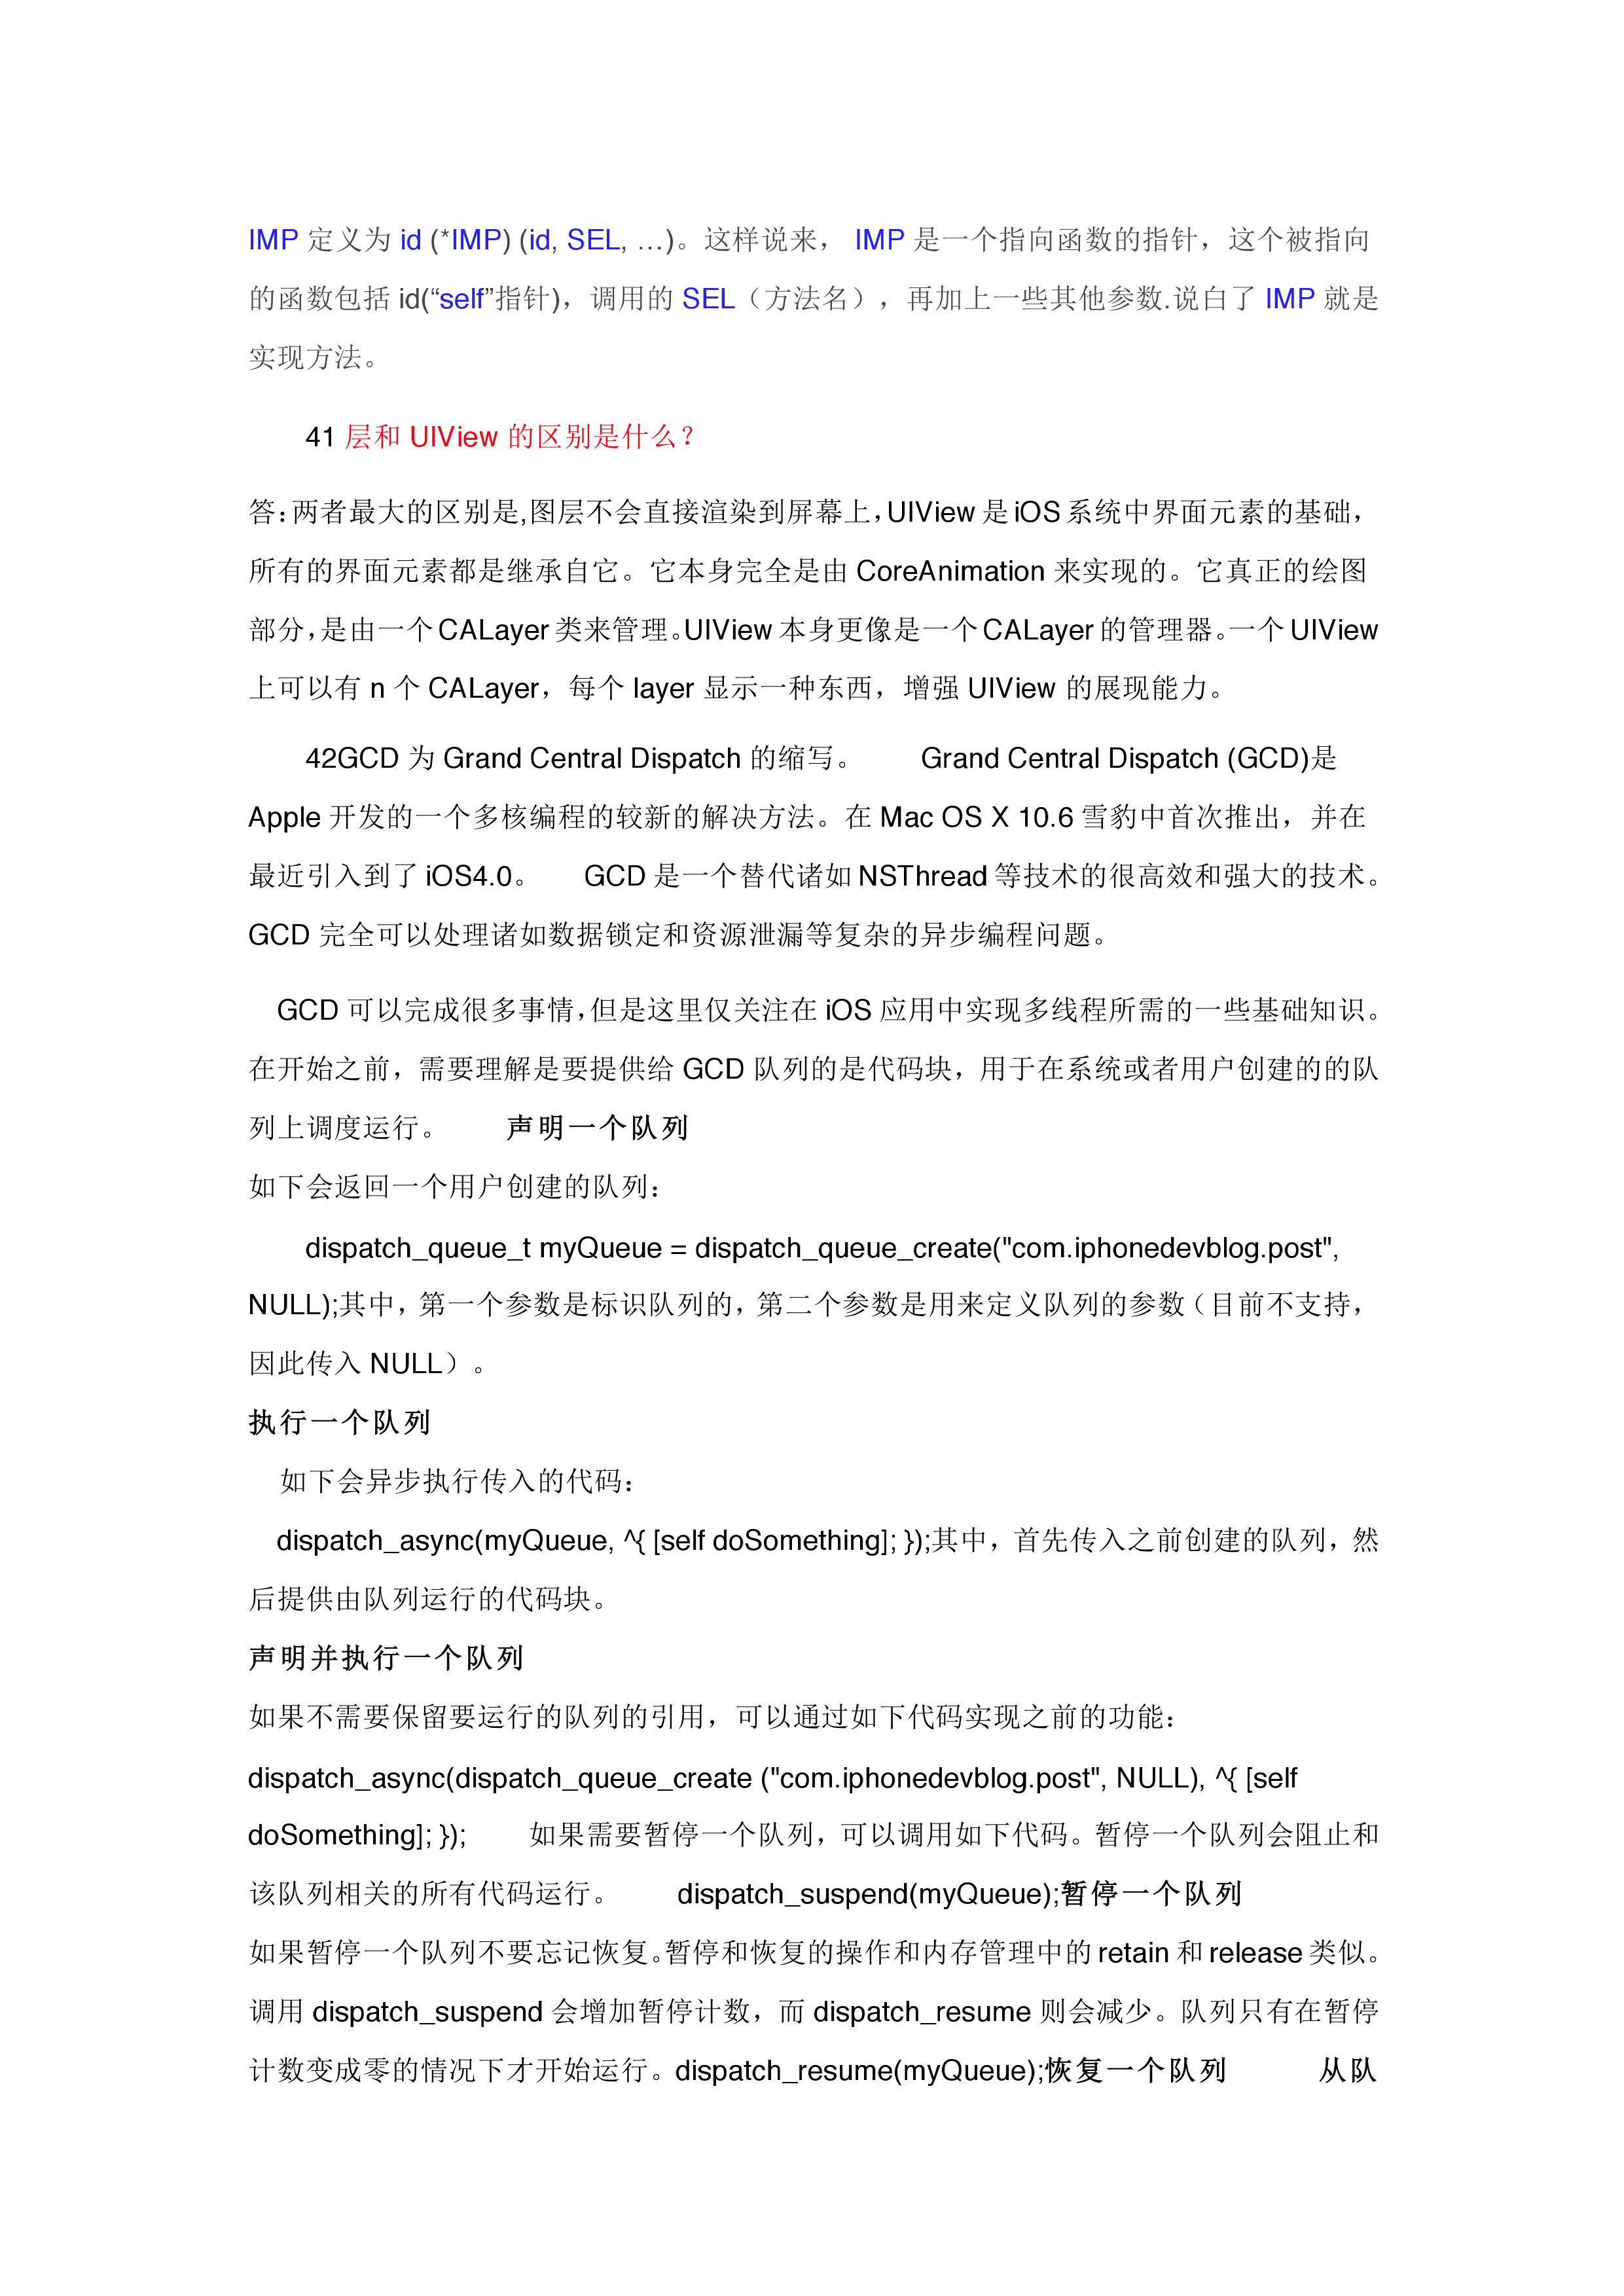 IMP 定义为 id (*IMP) (id, SEL, …)。这样说来， IMP 是一个指向函数的指针，这个被指向
的函数包括 id(“self”指针)，调用的 SEL（方法名），再加上一些其他参数.说白了 IMP 就是
实现方法。
41 层和 UIView 的区别是什么？
答：两者最大的区别是,图层不会直接渲染到屏幕上，UIView 是 iOS 系统中界面元素的基础，
所有的界面元素都是继承自它。它本身完全是由 CoreAnimation 来实现的。它真正的绘图
部分，是由一个 CALayer 类来管理。UIView 本身更像是一个 CALayer 的管理器。一个 UIView
上可以有 n 个 CALayer，每个 layer 显示一种东西，增强 UIView 的展现能力。
42GCD 为 Grand Central Dispatch 的缩写。 Grand Central Dispatch (GCD)是
Apple 开发的一个多核编程的较新的解决方法。在 Mac OS X 10.6 雪豹中首次推出，并在
最近引入到了 iOS4.0。 GCD 是一个替代诸如 NSThread 等技术的很高效和强大的技术。
GCD 完全可以处理诸如数据锁定和资源泄漏等复杂的异步编程问题。
GCD 可以完成很多事情，但是这里仅关注在 iOS 应用中实现多线程所需的一些基础知识。
在开始之前，需要理解是要提供给 GCD 队列的是代码块，用于在系统或者用户创建的的队
列上调度运行。 声明一个队列
如下会返回一个用户创建的队列：
dispatch_queue_t myQueue = dispatch_queue_create("com.iphonedevblog.post",
NULL);其中，第一个参数是标识队列的，第二个参数是用来定义队列的参数（目前不支持，
因此传入 NULL）。
执行一个队列
如下会异步执行传入的代码：
dispatch_async(myQueue, ^{ [self doSomething]; });其中，首先传入之前创建的队列，然
后提供由队列运行的代码块。
声明并执行一个队列
如果不需要保留要运行的队列的引用，可以通过如下代码实现之前的功能：
dispatch_async(dispatch_queue_create ("com.iphonedevblog.post", NULL), ^{ [self
doSomething]; }); 如果需要暂停一个队列，可以调用如下代码。暂停一个队列会阻止和
该队列相关的所有代码运行。 dispatch_suspend(myQueue);暂停一个队列
如果暂停一个队列不要忘记恢复。暂停和恢复的操作和内存管理中的 retain 和 release 类似。
调用 dispatch_suspend 会增加暂停计数，而 dispatch_resume 则会减少。队列只有在暂停
计数变成零的情况下才开始运行。dispatch_resume(myQueue);恢复一个队列 从队